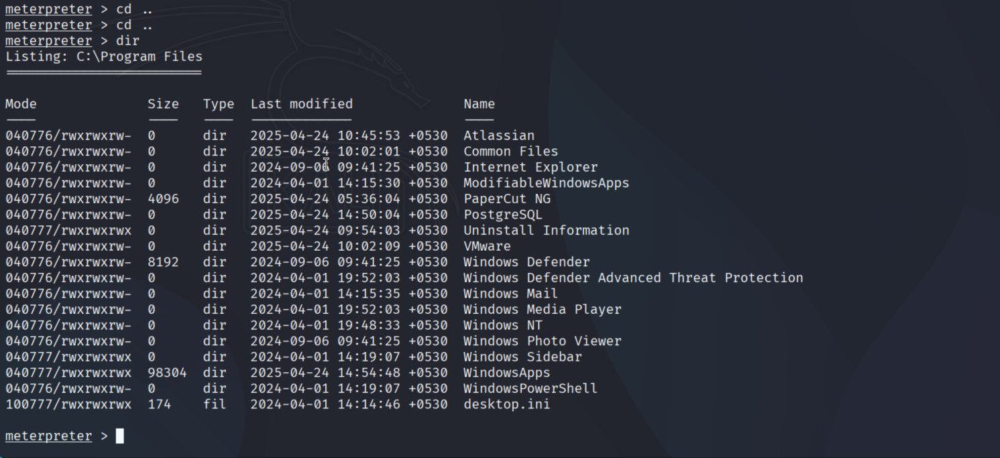 meterpreter > cd ..
meterpreter > cd ..
meterpreter > dir
Listing: C:\Program Files
=========================
Mode Size Type Last modified Name
---- ---- ---- ------------- ----
040776/rwxrwxrw- 0 dir 2025-04-24 10:45:53 +0530 Atlassian
040776/rwxrwxrw- 0 dir 2025-04-24 10:02:01 +0530 Common Files
040776/rwxrwxrw- 0 dir 2024-09-06 09:41:25 +0530 Internet Explorer
040776/rwxrwxrw- 0 dir 2024-04-01 14:15:30 +0530 ModifiableWindowsApps
040776/rwxrwxrw- 4096 dir 2025-04-24 05:36:04 +0530 PaperCut NG
040776/rwxrwxrw- 0 dir 2025-04-24 14:50:04 +0530 PostgreSQL
040777/rwxrwxrwx 0 dir 2025-04-24 09:54:03 +0530 Uninstall Information
040776/rwxrwxrw- 0 dir 2025-04-24 10:02:09 +0530 VMware
040776/rwxrwxrw- 8192 dir 2024-09-06 09:41:25 +0530 Windows Defender
040776/rwxrwxrw- 0 dir 2024-04-01 19:52:03 +0530 Windows Defender Advanced Threat Protection
040776/rwxrwxrw- 0 dir 2024-04-01 14:15:35 +0530 Windows Mail
040776/rwxrwxrw- 0 dir 2024-04-01 19:52:03 +0530 Windows Media Player
040776/rwxrwxrw- 0 dir 2024-04-01 19:48:33 +0530 Windows NT
040776/rwxrwxrw- 0 dir 2024-09-06 09:41:25 +0530 Windows Photo Viewer
040777/rwxrwxrwx 0 dir 2024-04-01 14:19:07 +0530 Windows Sidebar
040777/rwxrwxrwx 98304 dir 2025-04-24 14:54:48 +0530 WindowsApps
040776/rwxrwxrw- 0 dir 2024-04-01 14:19:07 +0530 WindowsPowerShell
100777/rwxrwxrwx 174 fil 2024-04-01 14:14:46 +0530 desktop.ini
meterpreter >